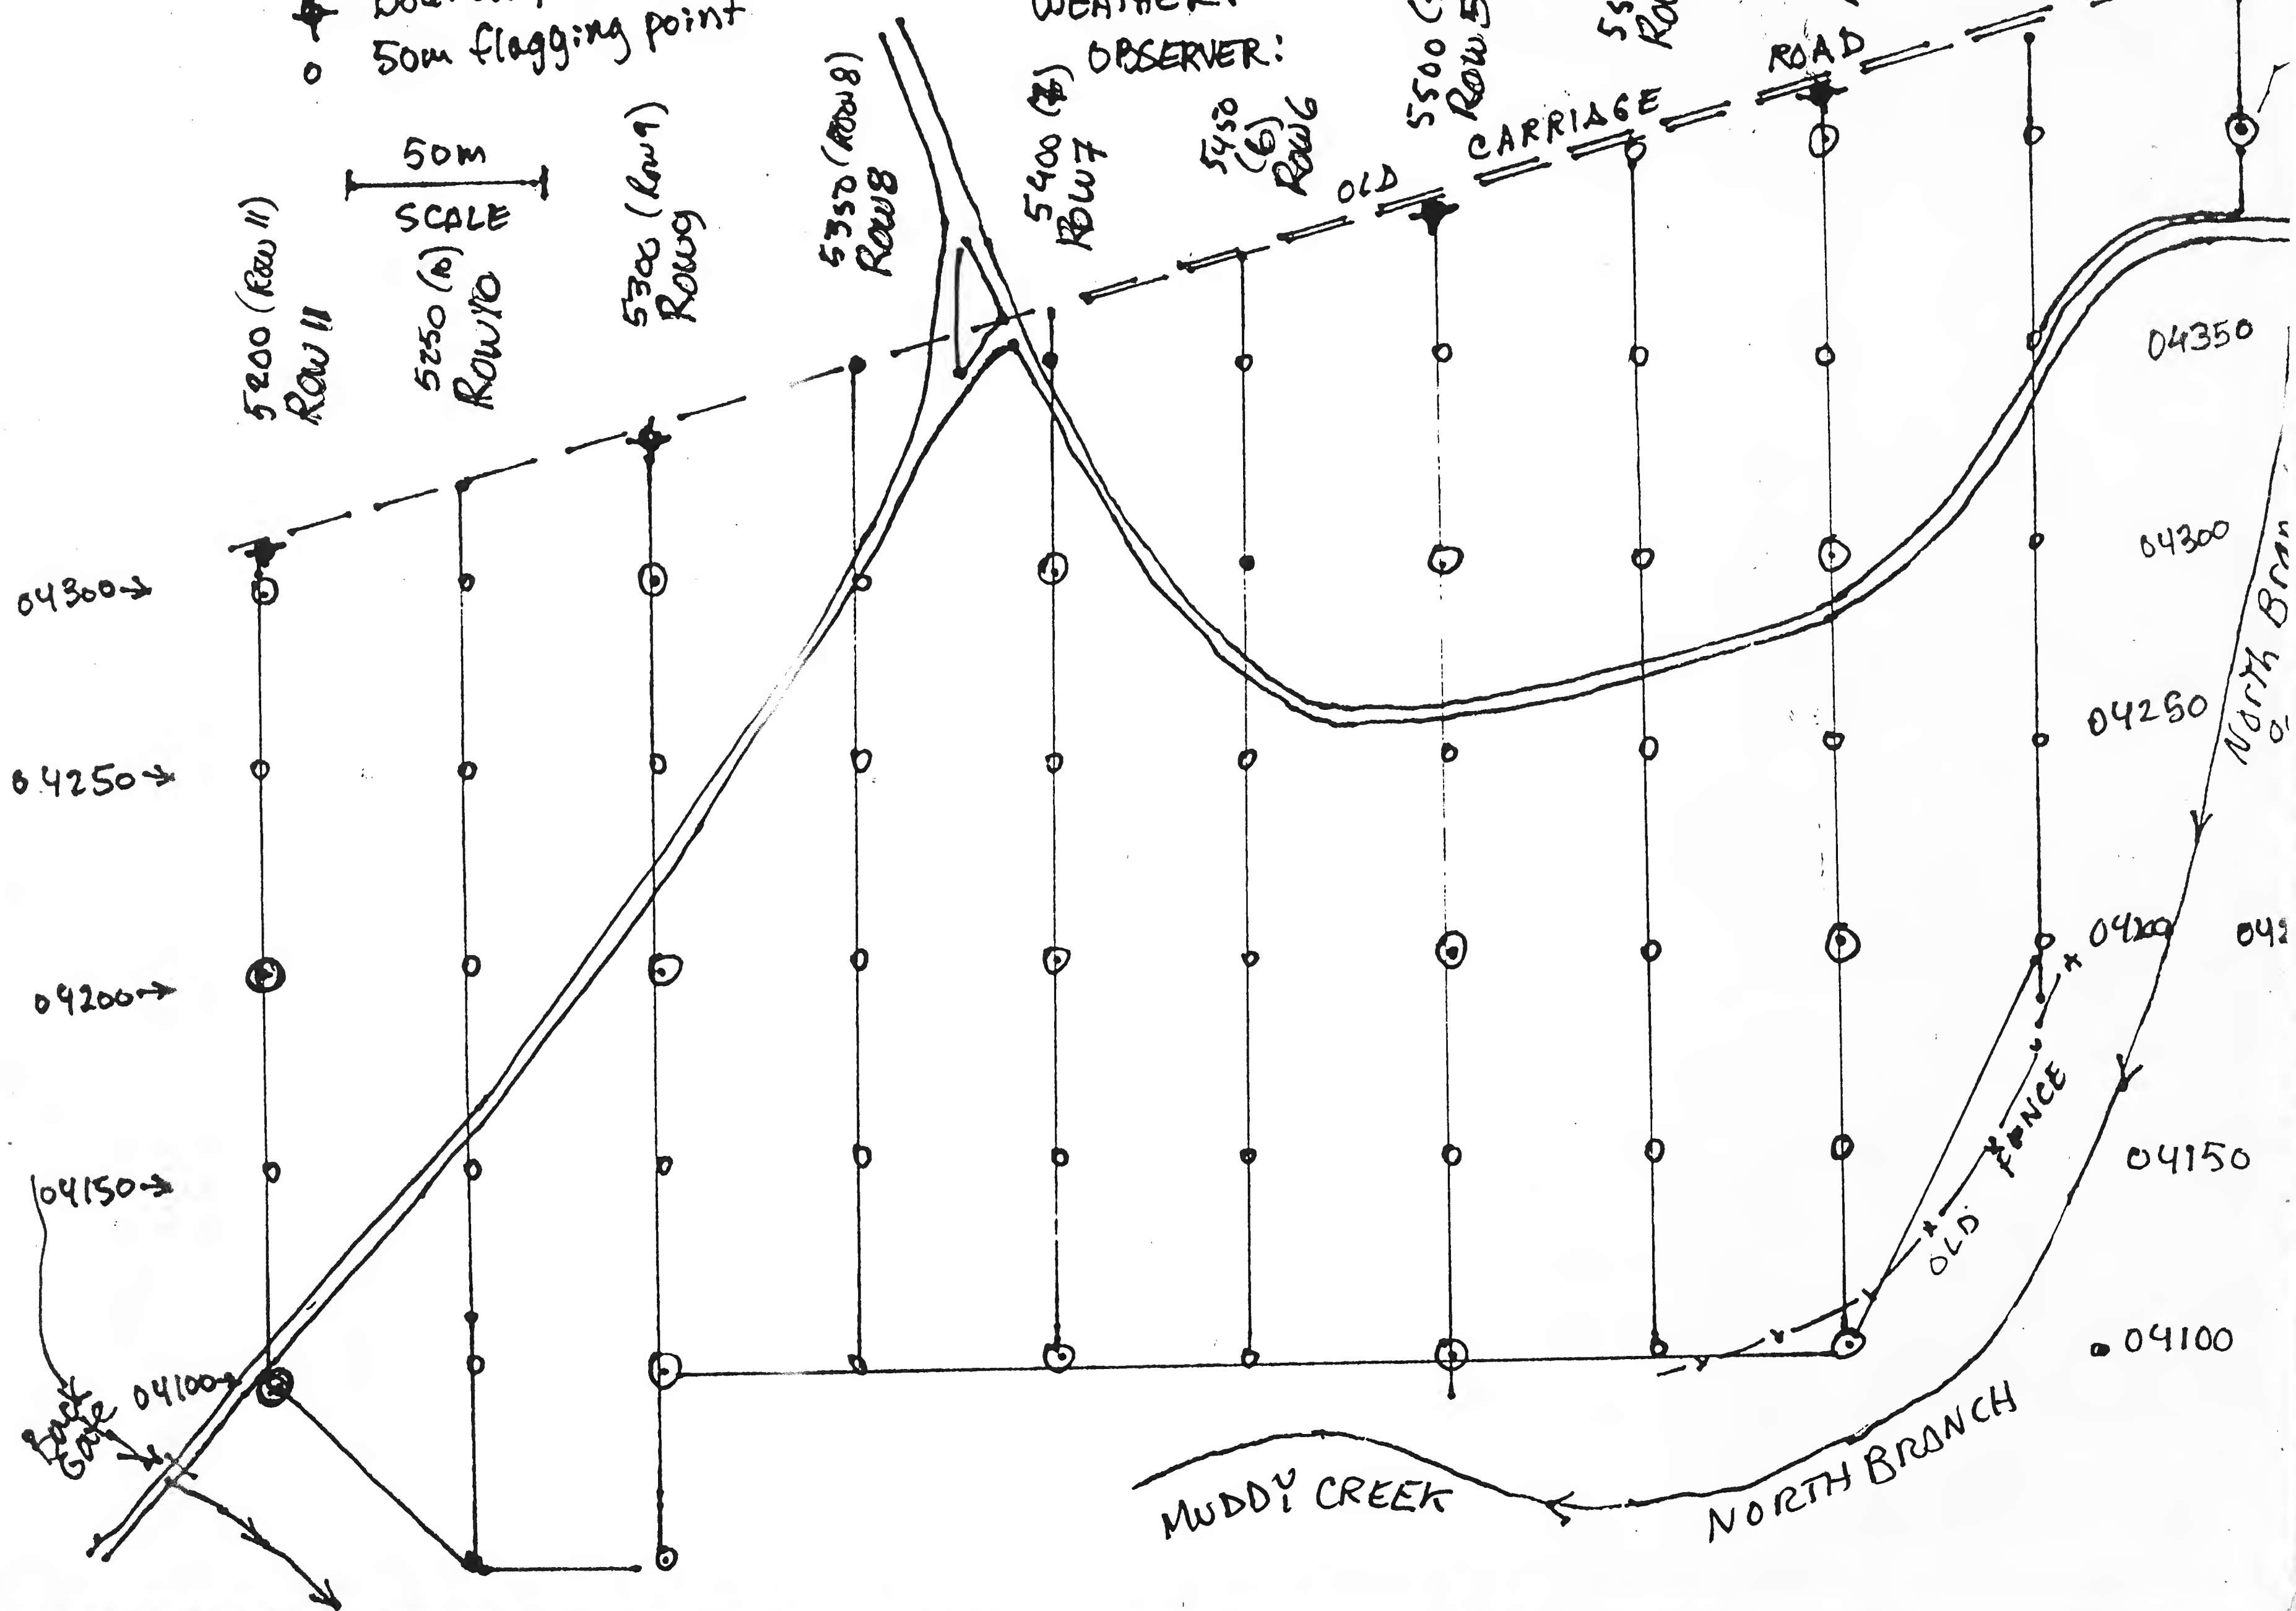 50m flagging point
WEATHER:
OBSERVER:
50m
SCALE
5200 (Row 11)
Row 11
5250 (10)
Row 10
5300 (Row 9)
Row 9
5350 (Row 8)
Row 8
5400 (7)
Row 7
5450
(6)
Row 6
5500
Row 5
OLD CARRIAGE ROAD
04300→
04250→
04200→
04150→
04100→
Back
Gate
04350
04300
04250
04200
04150
04100
North Bran
OLD FENCE
MUDDY CREEK
NORTH BRANCH